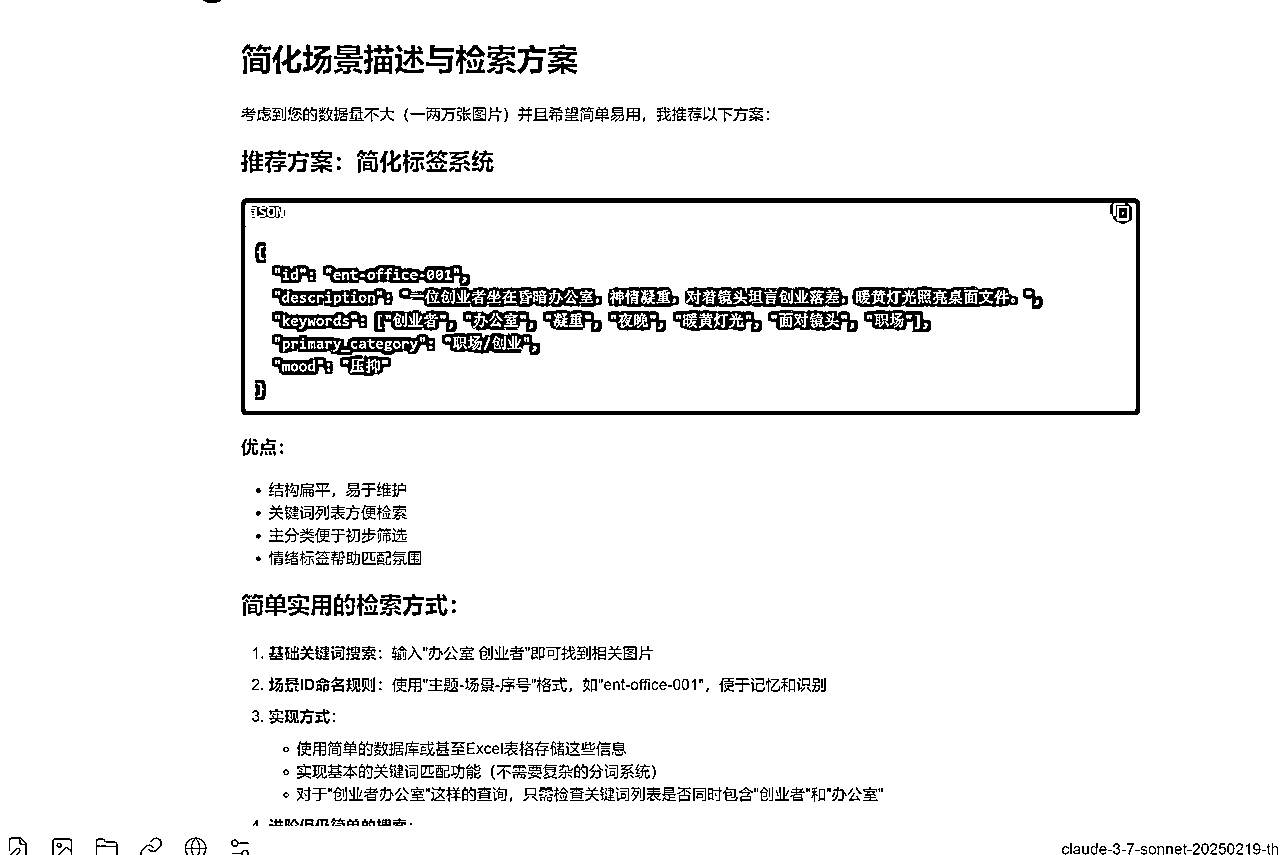 简化场景描述与检索方案
考虑到您的数据量不大（一两万张图片）并且希望简单易用，我推荐以下方案：
推荐方案：简化标签系统
JSON
{
"id": "ent-office-001",
"description": "一位创业者坐在昏暗办公室，神情凝重，对着镜头坦言创业落差，暖黄灯光照亮桌面文件。",
"keywords": ["创业者", "办公室", "凝重", "夜晚", "暖黄灯光", "面对镜头", "职场"],
"primary_category": "职场/创业",
"mood": "压抑"
}
优点：
• 结构扁平，易于维护
• 关键词列表方便检索
• 主分类便于初步筛选
• 情绪标签帮助匹配氛围
简单实用的检索方式：
1. 基础关键词搜索：输入"办公室 创业者"即可找到相关图片
2. 场景ID命名规则：使用"主题-场景-序号"格式，如"ent-office-001"，便于记忆和识别
3. 实现方式：
◦ 使用简单的数据库或甚至Excel表格存储这些信息
◦ 实现基本的关键词匹配功能（不需要复杂的分词系统）
◦ 对于"创业者办公室"这样的查询，只需检查关键词列表是否同时包含"创业者"和"办公室"
4. 进阶但仍简单的搜索：
claude-3-7-sonnet-20250219-th